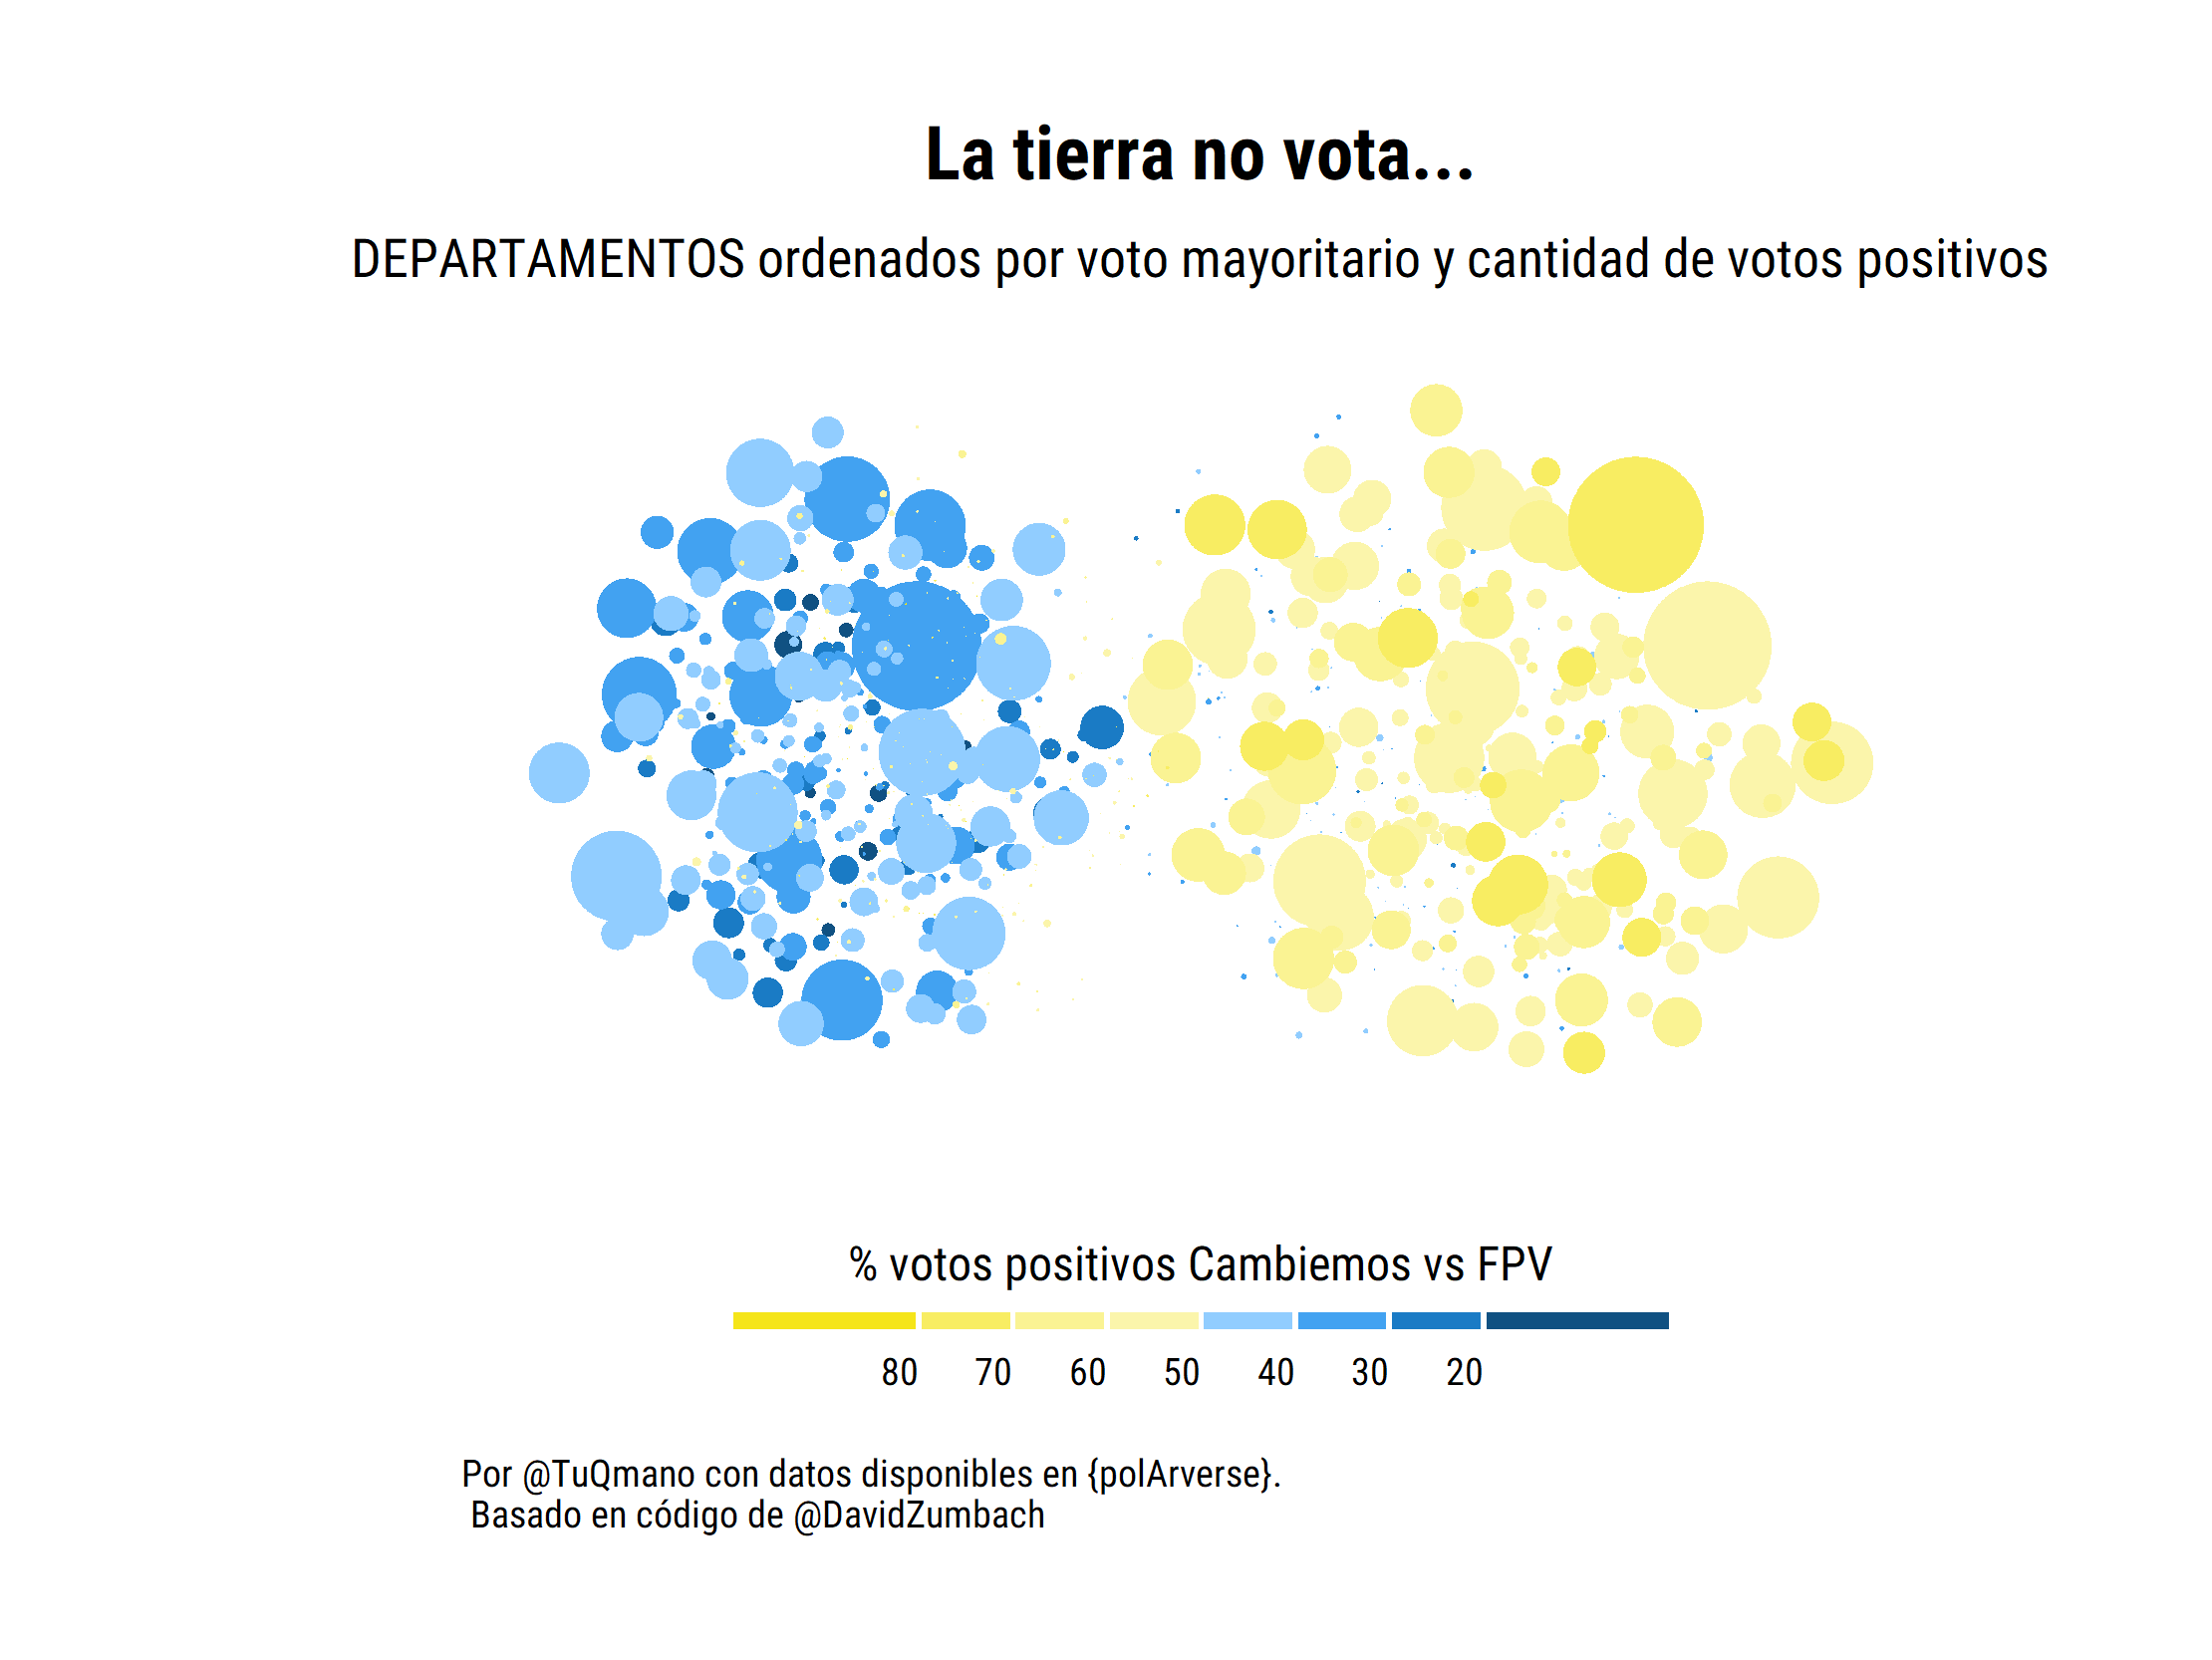 La tierra no vota...
DEPARTAMENTOS ordenados por voto mayoritario y cantidad de votos positivos
% votos positivos Cambiemos vs FPV
80 70 60 50 40 30 20
Por @TuQmano con datos disponibles en {polArverse}.
Basado en código de @DavidZumbach